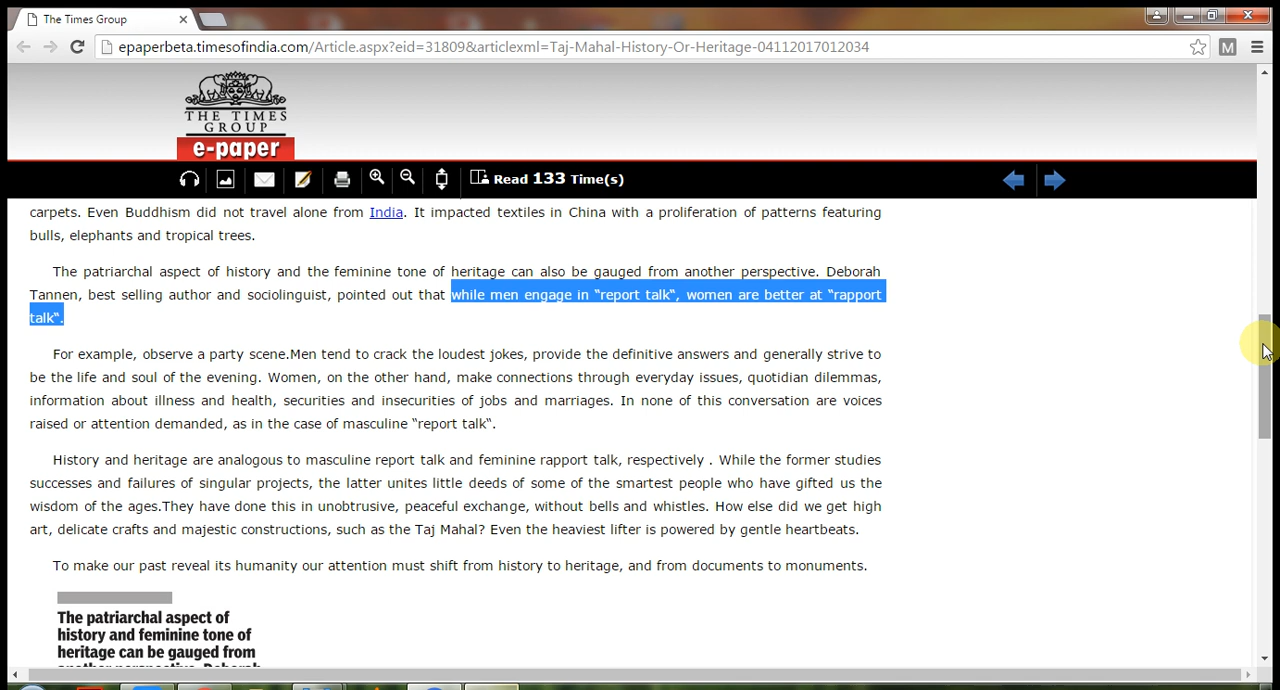 The Times Group
epaperbeta.timesofindia.com/Article.aspx?eid=31809&articlexml=Taj-Mahal-History-Or-Heritage-04112017012034
M
THE TIMES
GROUP
e-paper
Read 133 Time(s)
carpets. Even Buddhism did not travel alone from India. It impacted textiles in China with a proliferation of patterns featuring
bulls, elephants and tropical trees.
The patriarchal aspect of history and the feminine tone of heritage can also be gauged from another perspective. Deborah
Tannen, best selling author and sociolinguist, pointed out that while men engage in “report talk“, women are better at “rapport
talk“.
For example, observe a party scene.Men tend to crack the loudest jokes, provide the definitive answers and generally strive to
be the life and soul of the evening. Women, on the other hand, make connections through everyday issues, quotidian dilemmas,
information about illness and health, securities and insecurities of jobs and marriages. In none of this conversation are voices
raised or attention demanded, as in the case of masculine “report talk“.
History and heritage are analogous to masculine report talk and feminine rapport talk, respectively . While the former studies
successes and failures of singular projects, the latter unites little deeds of some of the smartest people who have gifted us the
wisdom of the ages.They have done this in unobtrusive, peaceful exchange, without bells and whistles. How else did we get high
art, delicate crafts and majestic constructions, such as the Taj Mahal? Even the heaviest lifter is powered by gentle heartbeats.
To make our past reveal its humanity our attention must shift from history to heritage, and from documents to monuments.
The patriarchal aspect of
history and feminine tone of
heritage can be gauged from
another perspective. Deborah